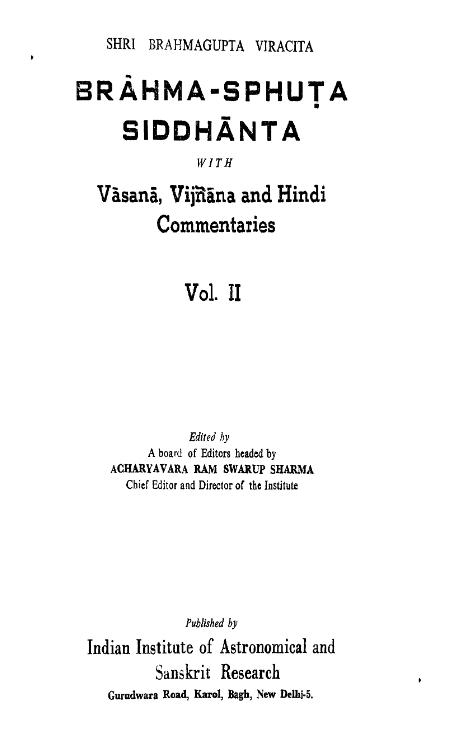 SHRI BRAHMAGUPTA VIRACITA
BRĀHMA-SPHUṬA
SIDDHĀNTA
WITH
Vāsanā, Vijñāna and Hindi
Commentaries
Vol. II
Edited by
A board of Editors headed by
ACHARYAVARA RAM SWARUP SHARMA
Chief Editor and Director of the Institute
Published by
Indian Institute of Astronomical and
Sanskrit Research
Gurudwara Road, Karol, Bagh, New Delhi-5.